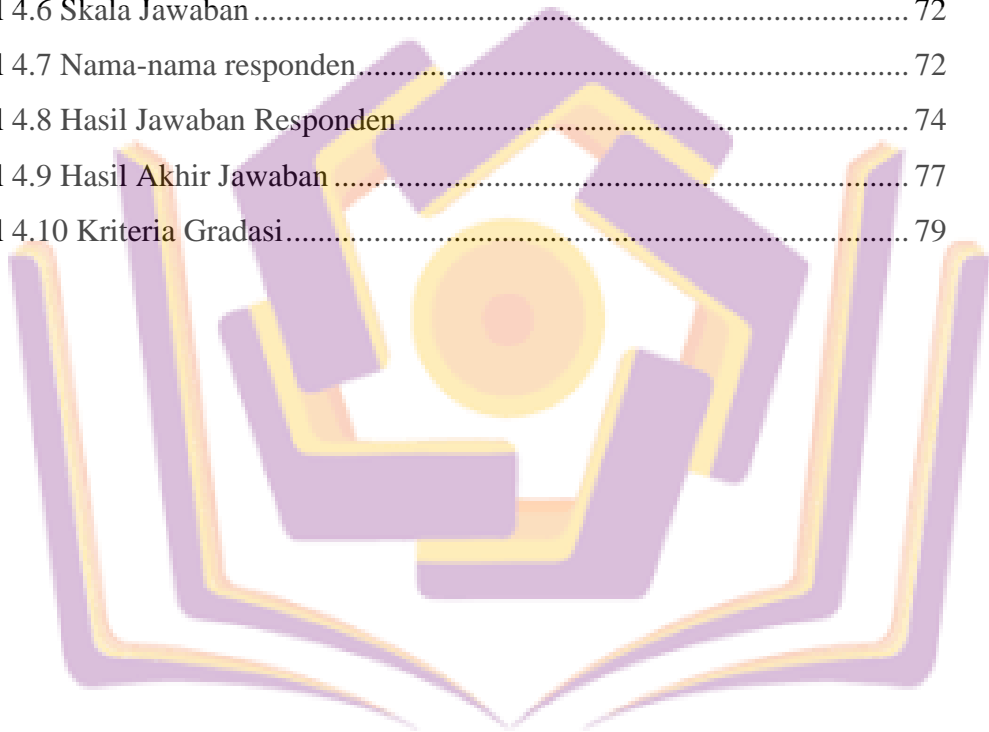 l 4.6 Skala Jawaban ........................................................................................ 72
l 4.7 Nama-nama responden.......................................................................... 72
l 4.8 Hasil Jawaban Responden..................................................................... 74
l 4.9 Hasil Akhir Jawaban ............................................................................. 77
l 4.10 Kriteria Gradasi.................................................................................... 79